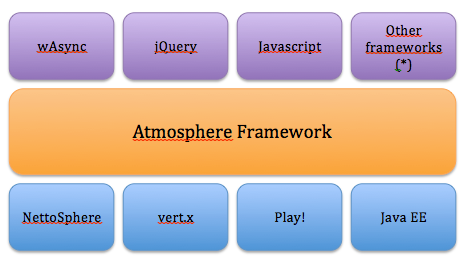 wAsync
jQuery
Javascript
Other
frameworks
(*)
Atmosphere Framework
NettoSphere
vert.x
Play!
Java EE